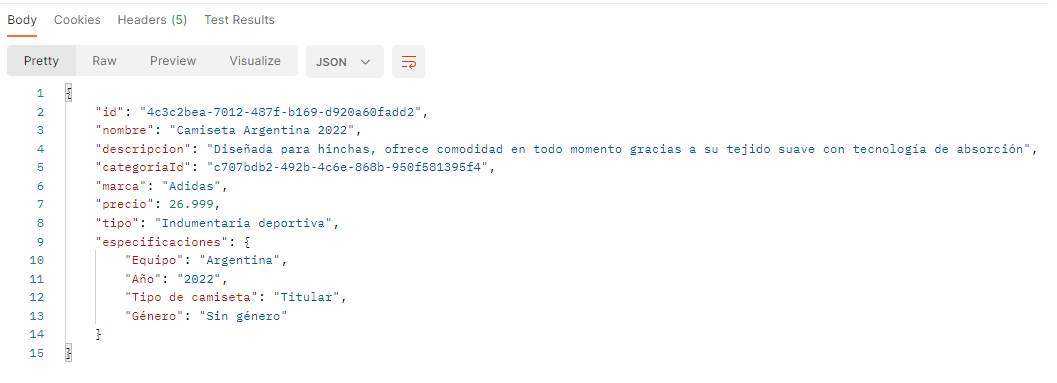 Body Cookies Headers (5) Test Results
Pretty Raw Preview Visualize JSON
1 {
2 "id": "4c3c2bea-7012-487f-b169-d920a60fadd2",
3 "nombre": "Camiseta Argentina 2022",
4 "descripcion": "Diseñada para hinchas, ofrece comodidad en todo momento gracias a su tejido suave con tecnología de absorción",
5 "categoriaId": "c707bdb2-492b-4c6e-868b-950f581395f4",
6 "marca": "Adidas",
7 "precio": 26.999,
8 "tipo": "Indumentaria deportiva",
9 "especificaciones": {
10 "Equipo": "Argentina",
11 "Año": "2022",
12 "Tipo de camiseta": "Titular",
13 "Género": "Sin género"
14 }
15 }